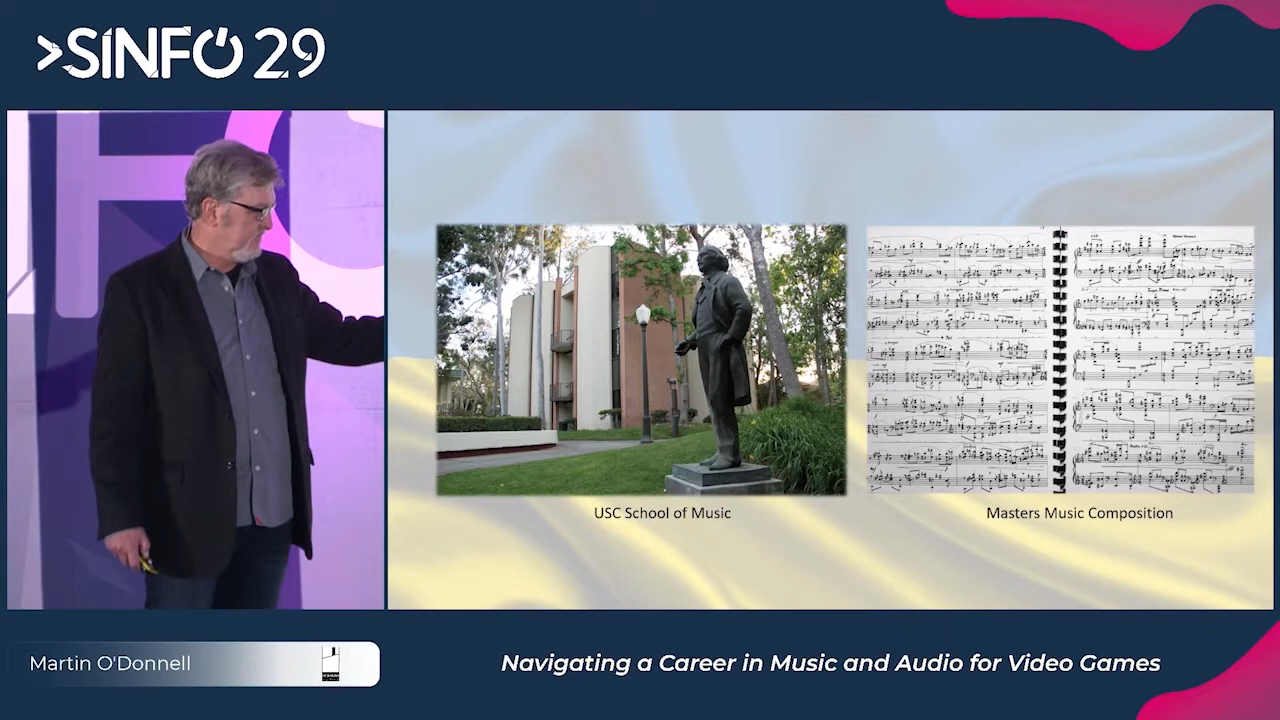 >SINFO 29
USC School of Music
Masters Music Composition
Martin O'Donnell
Navigating a Career in Music and Audio for Video Games